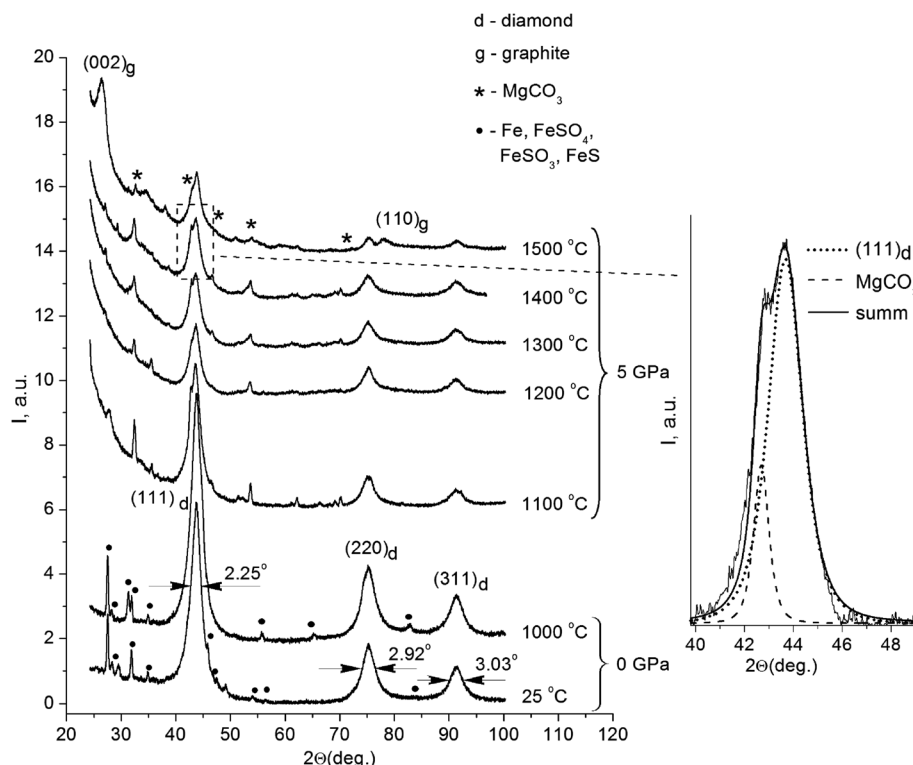 d - diamond
g - graphite
* - MgCO₃
• - Fe, FeSO₄,
FeSO₃, FeS
20
18
16
14
12
10
8
6
4
2
0
I, a.u.
(002)g
*
*
*
*
*
(110)g
1500 °C
1400 °C
1300 °C
1200 °C
1100 °C
5 GPa
(111)d
2.25°
(220)d
(311)d
1000 °C
2.92°
3.03°
25 °C
0 GPa
20 30 40 50 60 70 80 90 100 110 120
2Θ(deg.)
(111)d
MgCO
summ
I, a.u.
40 42 44 46 48
2Θ(deg.)